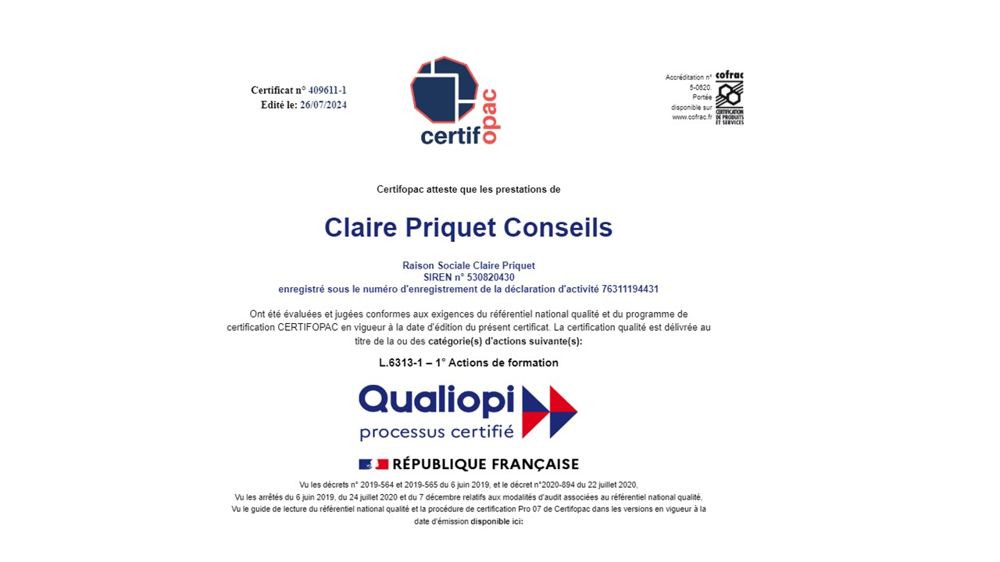 Certificat n° 409611-1
Edité le: 26/07/2024
certifopac
Accréditation n°
5-0620.
Portée
disponible sur
www.cofrac.fr
cofrac
CERTIFICATION
DE PRODUITS
ET SERVICES
Certifopac atteste que les prestations de
Claire Priquet Conseils
Raison Sociale Claire Priquet
SIREN n° 530820430
enregistré sous le numéro d'enregistrement de la déclaration d'activité 76311194431
Ont été évaluées et jugées conformes aux exigences du référentiel national qualité et du programme de
certification CERTIFOPAC en vigueur à la date d'édition du présent certificat. La certification qualité est délivrée au
titre de la ou des catégorie(s) d'actions suivante(s):
L.6313-1 – 1° Actions de formation
Qualiopi
processus certifié
RÉPUBLIQUE FRANÇAISE
Vu les décrets n° 2019-564 et 2019-565 du 6 juin 2019, et le décret n°2020-894 du 22 juillet 2020,
Vu les arrêtés du 6 juin 2019, du 24 juillet 2020 et du 7 décembre relatifs aux modalités d'audit associées au référentiel national qualité,
Vu le guide de lecture du référentiel national qualité et la procédure de certification Pro 07 de Certifopac dans les versions en vigueur à la
date d'émission disponible ici: